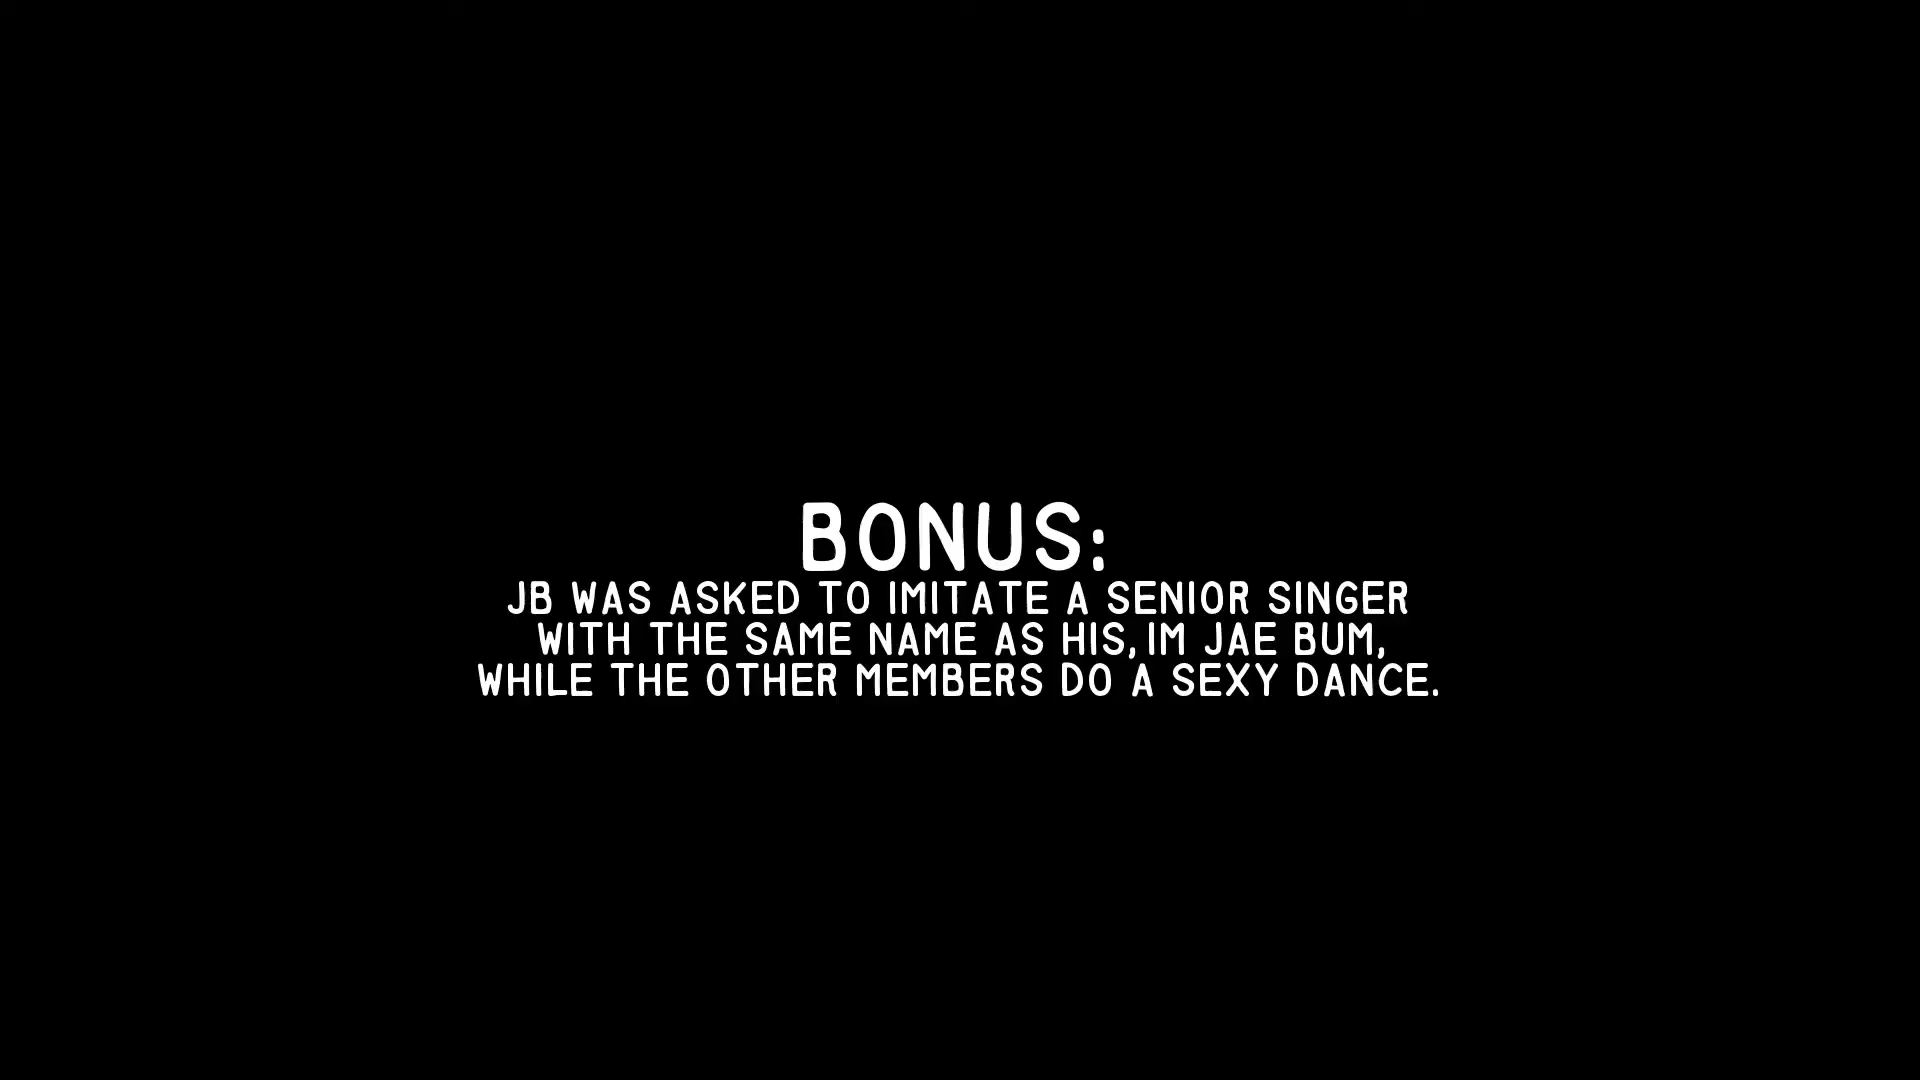 BONUS:
JB WAS ASKED TO IMITATE A SENIOR SINGER
WITH THE SAME NAME AS HIS, IM JAE BUM,
WHILE THE OTHER MEMBERS DO A SEXY DANCE.